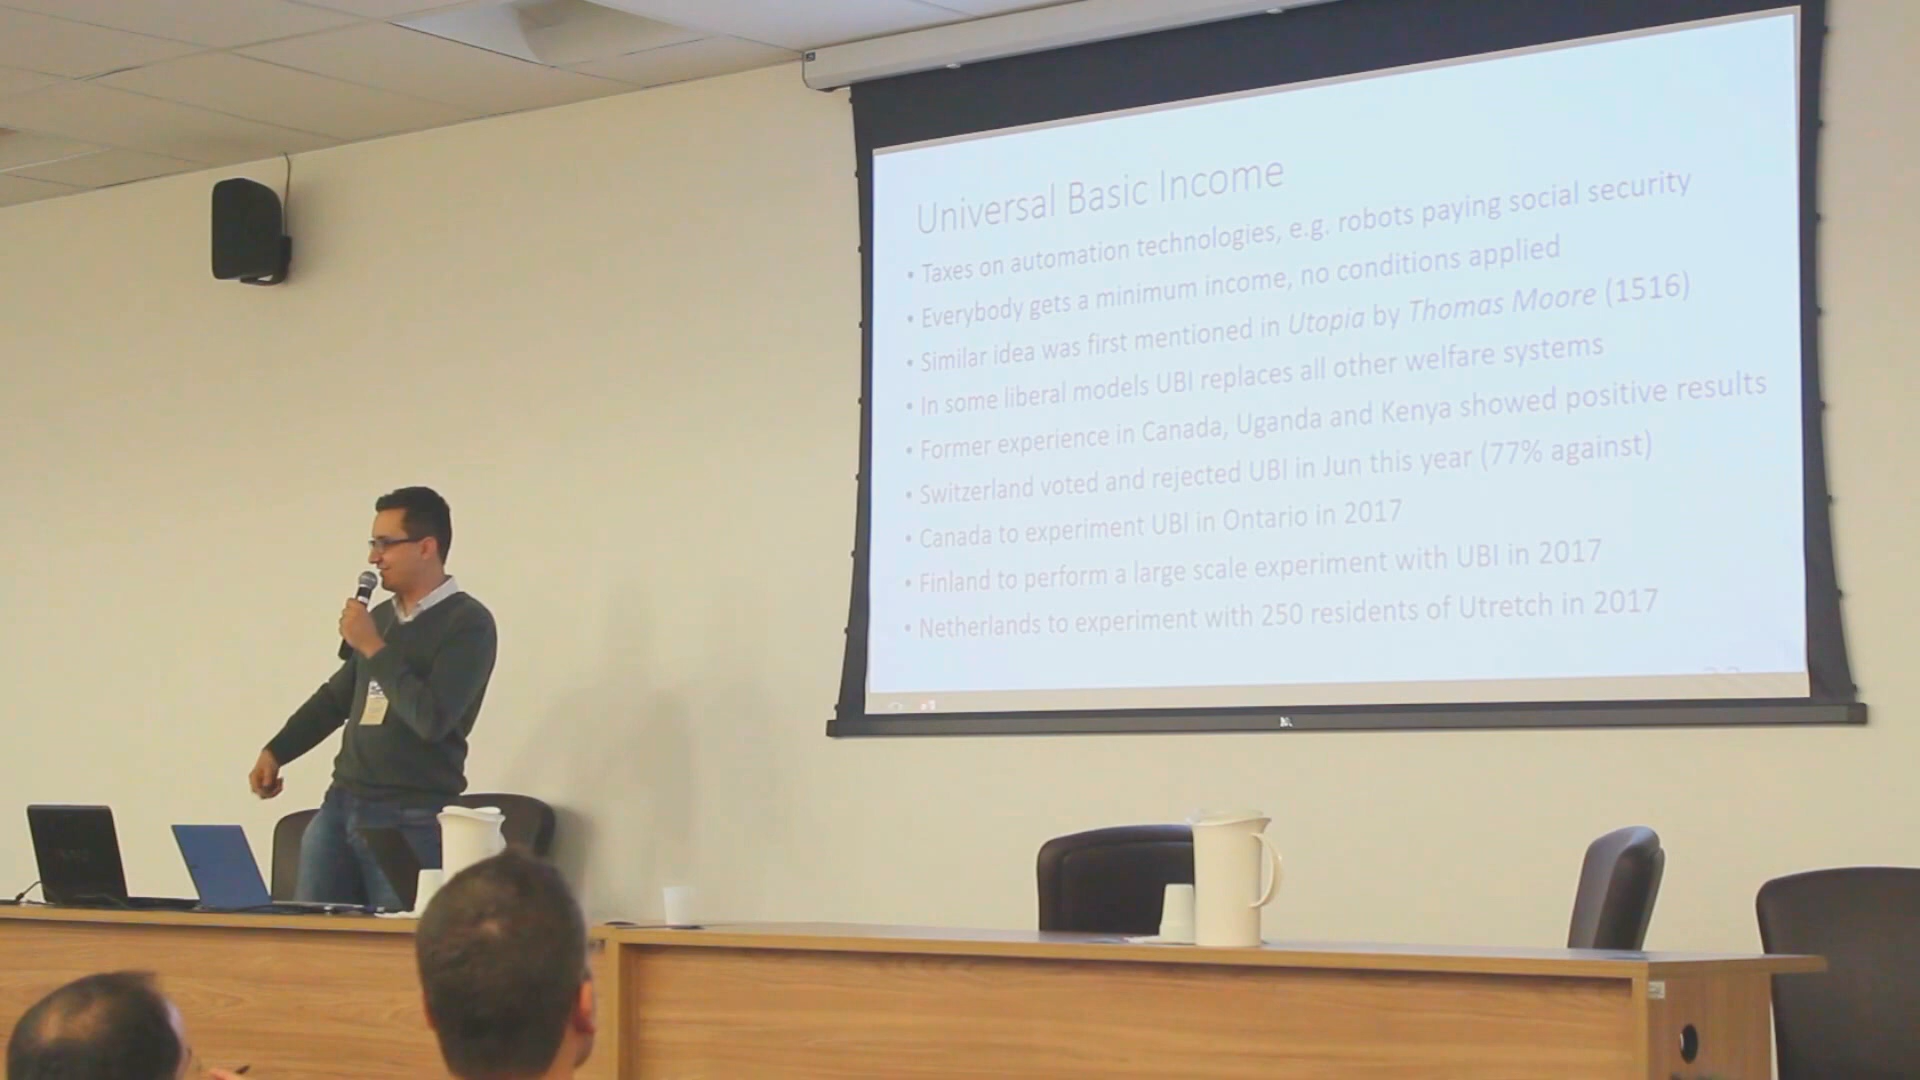 Universal Basic Income
• Taxes on automation technologies, e.g. robots paying social security
• Everybody gets a minimum income, no conditions applied
• Similar idea was first mentioned in Utopia by Thomas Moore (1516)
• In some liberal models UBI replaces all other welfare systems
• Former experience in Canada, Uganda and Kenya showed positive results
• Switzerland voted and rejected UBI in Jun this year (77% against)
• Canada to experiment UBI in Ontario in 2017
• Finland to perform a large scale experiment with UBI in 2017
• Netherlands to experiment with 250 residents of Utretch in 2017